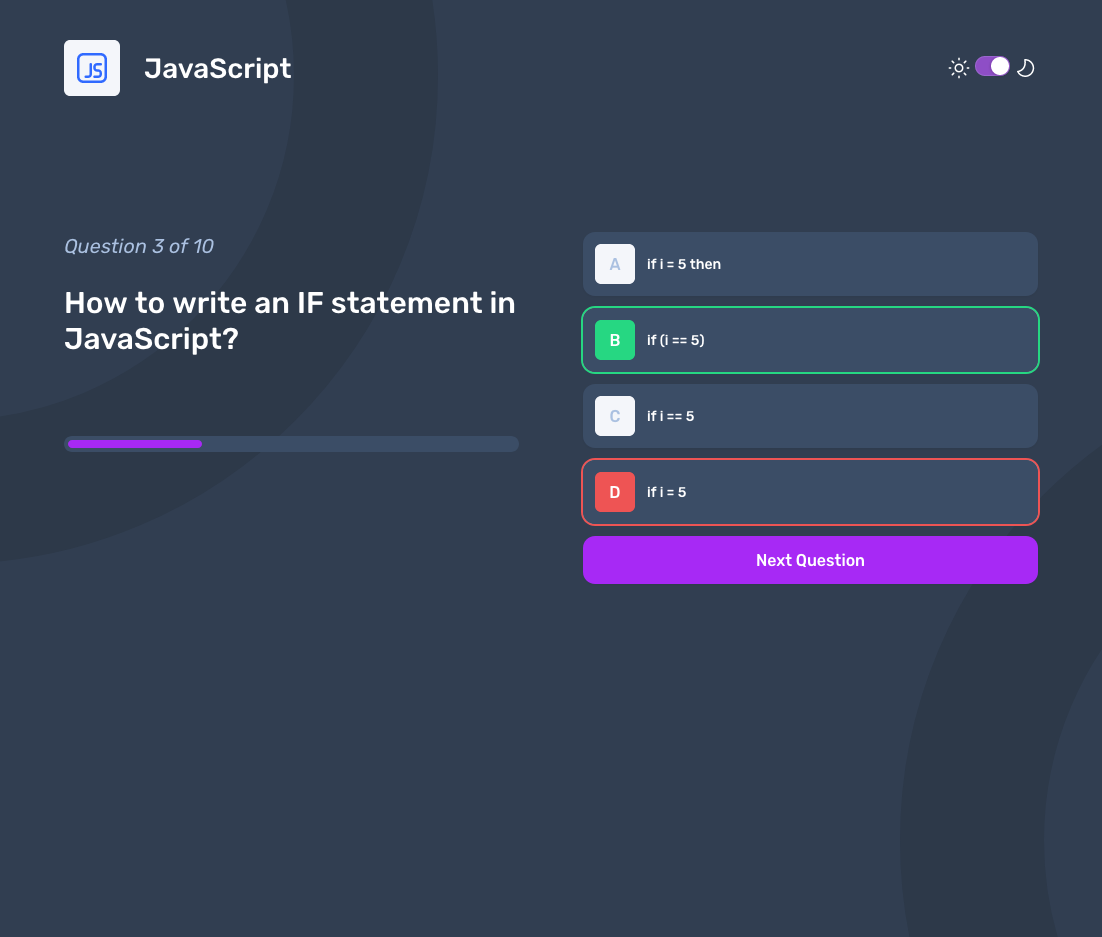 JS
JavaScript
Question 3 of 10
How to write an IF statement in
JavaScript?
A
if i = 5 then
B
if (i == 5)
C
if i == 5
D
if i = 5
Next Question